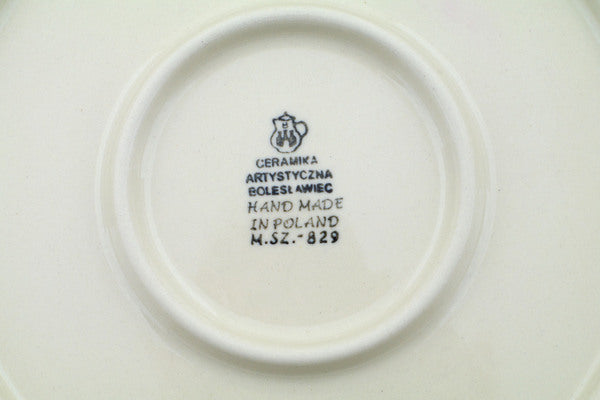 CERAMIKA
ARTYSTYCZNA
BOLESŁAWIEC
HAND MADE
IN POLAND
M.SZ.-829